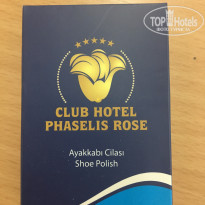 TOP Hotels
CLUB HOTEL
PHASELIS ROSE
Ayakkabı Cilası
Shoe Polish